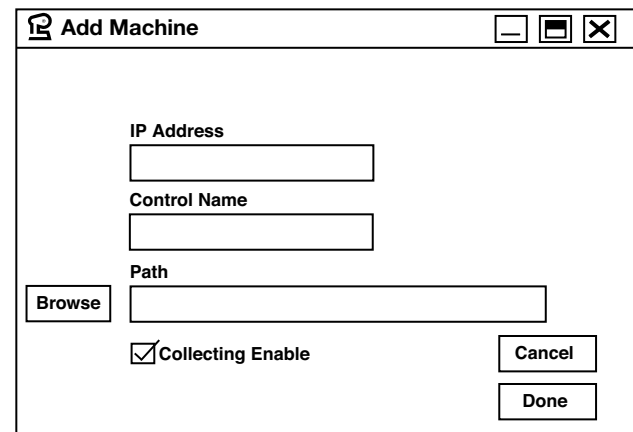 Add Machine
IP Address
Control Name
Path
Browse
Collecting Enable
Cancel
Done